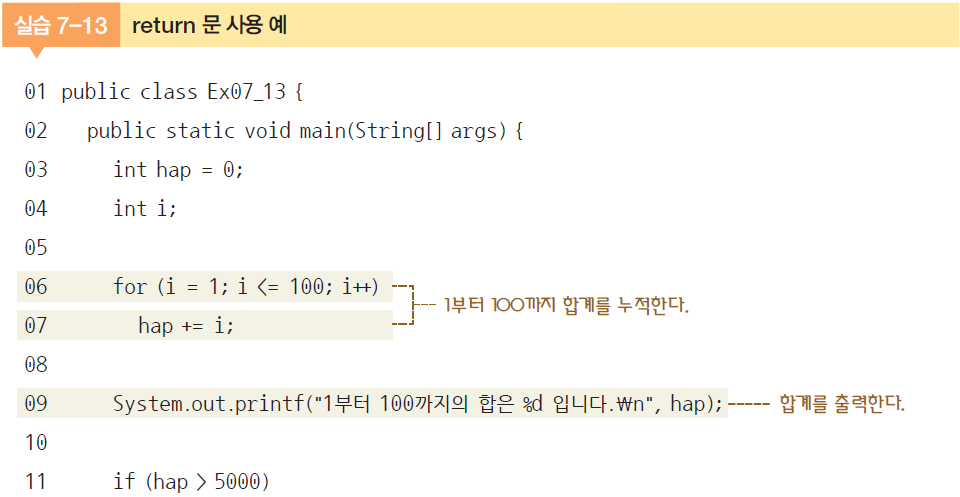 실습 7-13 return 문 사용 예
01 public class Ex07_13 {
02 public static void main(String[] args) {
03 int hap = 0;
04 int i;
05
06 for (i = 1; i <= 100; i++)
1부터 100까지 합계를 누적한다.
07 hap += i;
08
09 System.out.printf("1부터 100까지의 합은 %d 입니다.₩n", hap); 합계를 출력한다.
10
11 if (hap > 5000)